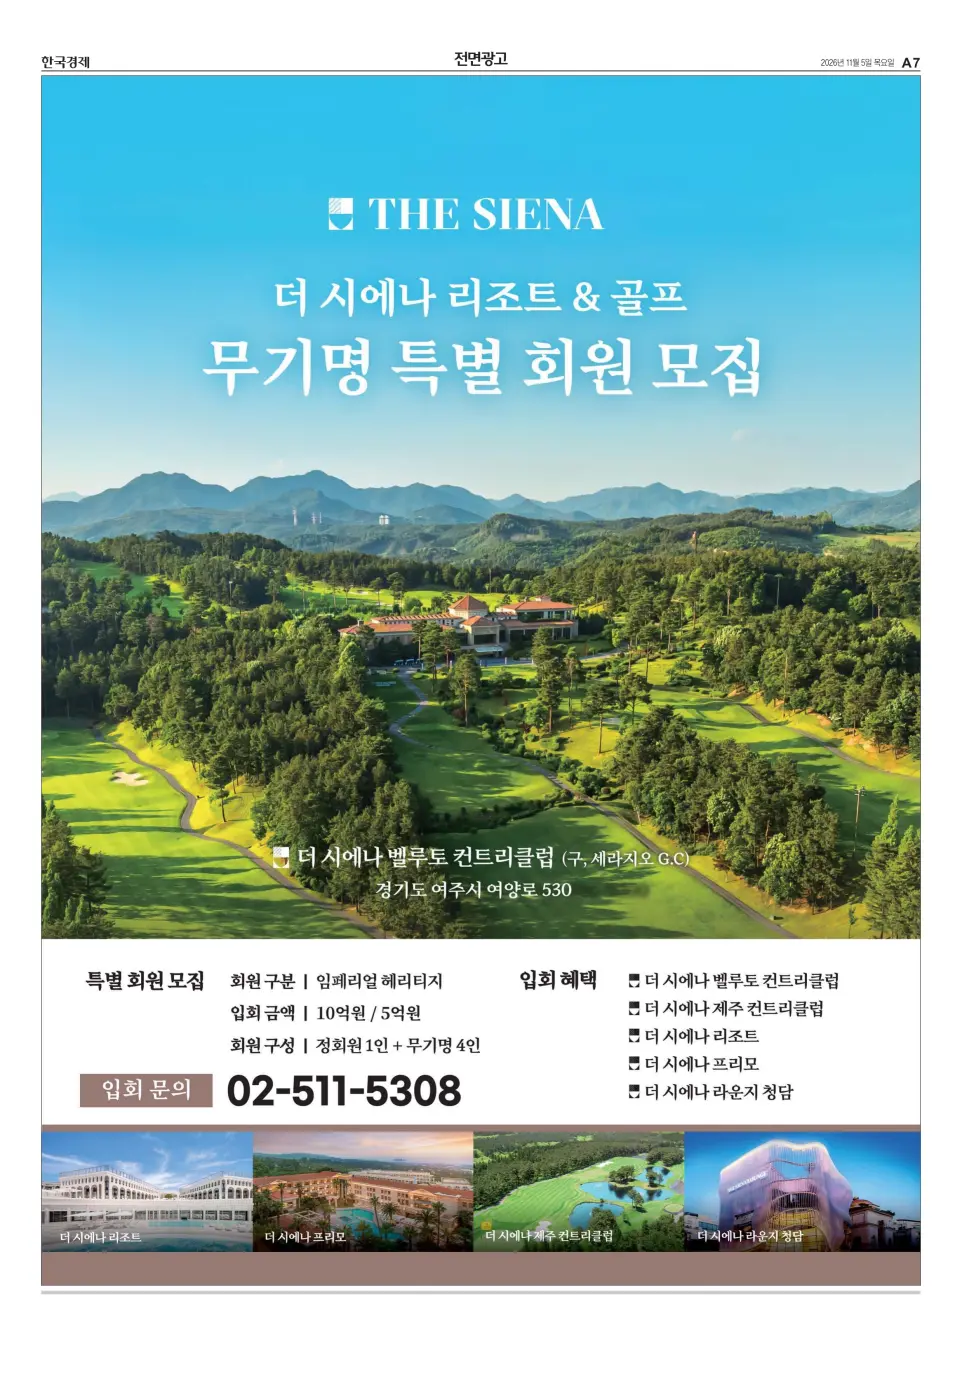 한국경제
전면광고
2026년 11월 5일 목요일 A7
THE SIENA
더 시에나 리조트 & 골프
무기명 특별 회원 모집
더 시에나 벨루토 컨트리클럽 (구, 세라지오 G.C)
경기도 여주시 여양로 530
특별 회원 모집
회원 구분 | 임페리얼 헤리티지
입회 금액 | 10억원 / 5억원
회원 구성 | 정회원 1인 + 무기명 4인
입회 문의 02-511-5308
입회 혜택
더 시에나 벨루토 컨트리클럽
더 시에나 제주 컨트리클럽
더 시에나 리조트
더 시에나 프리모
더 시에나 라운지 청담
더 시에나 리조트
더 시에나 프리모
더 시에나 제주 컨트리클럽
더 시에나 라운지 청담